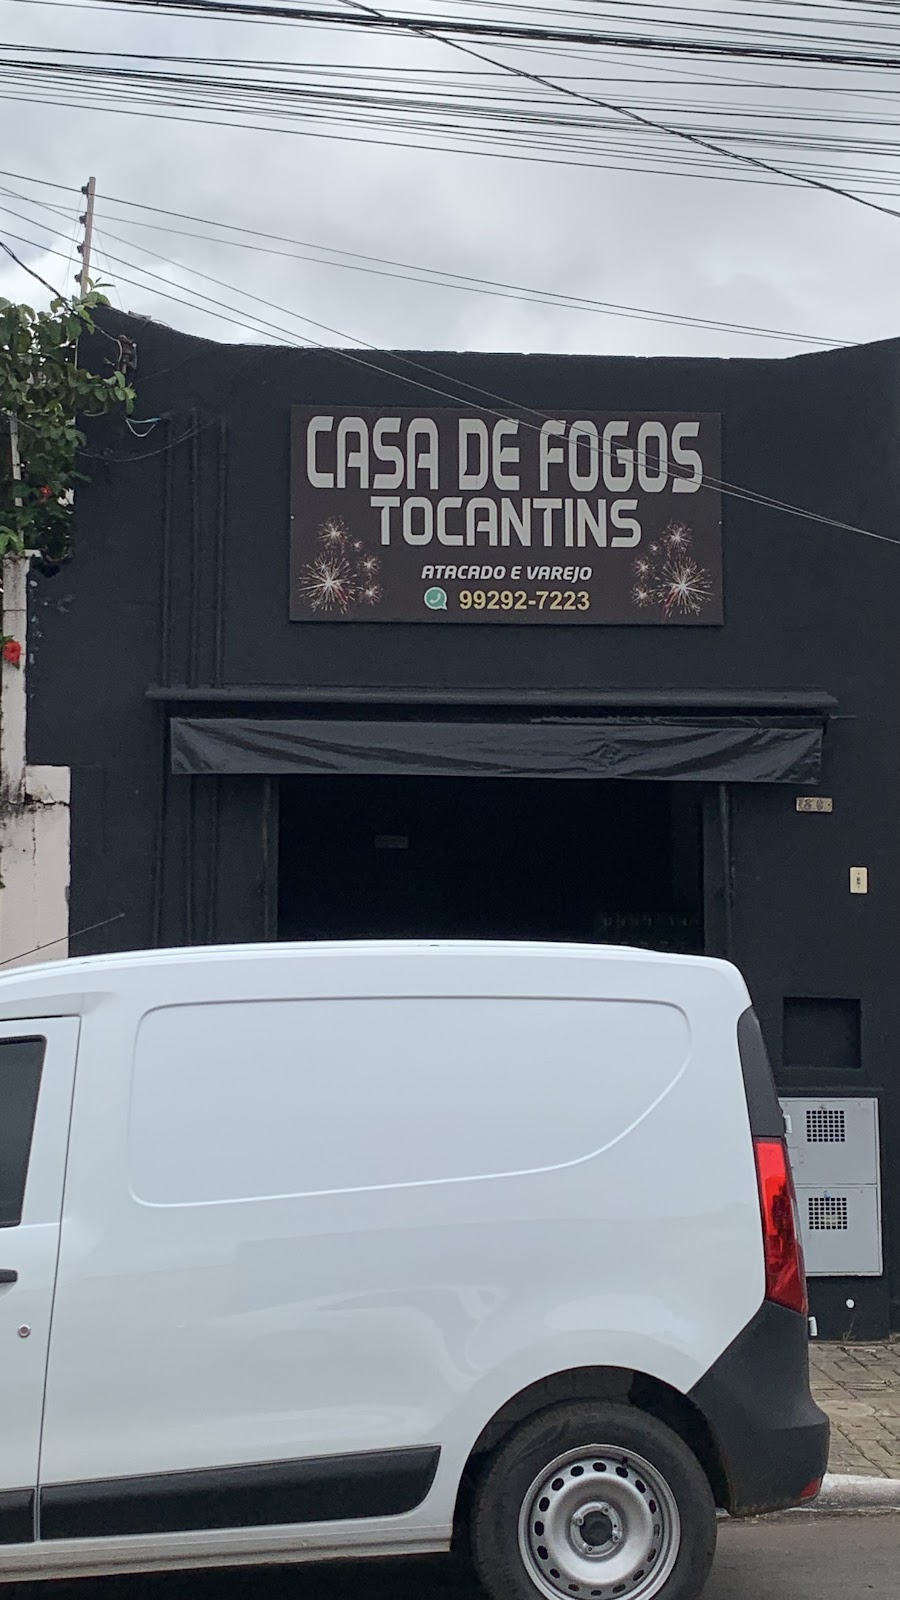 CASA DE FOGOS
TOCANTINS
ATACADO E VAREJO
99292-7223